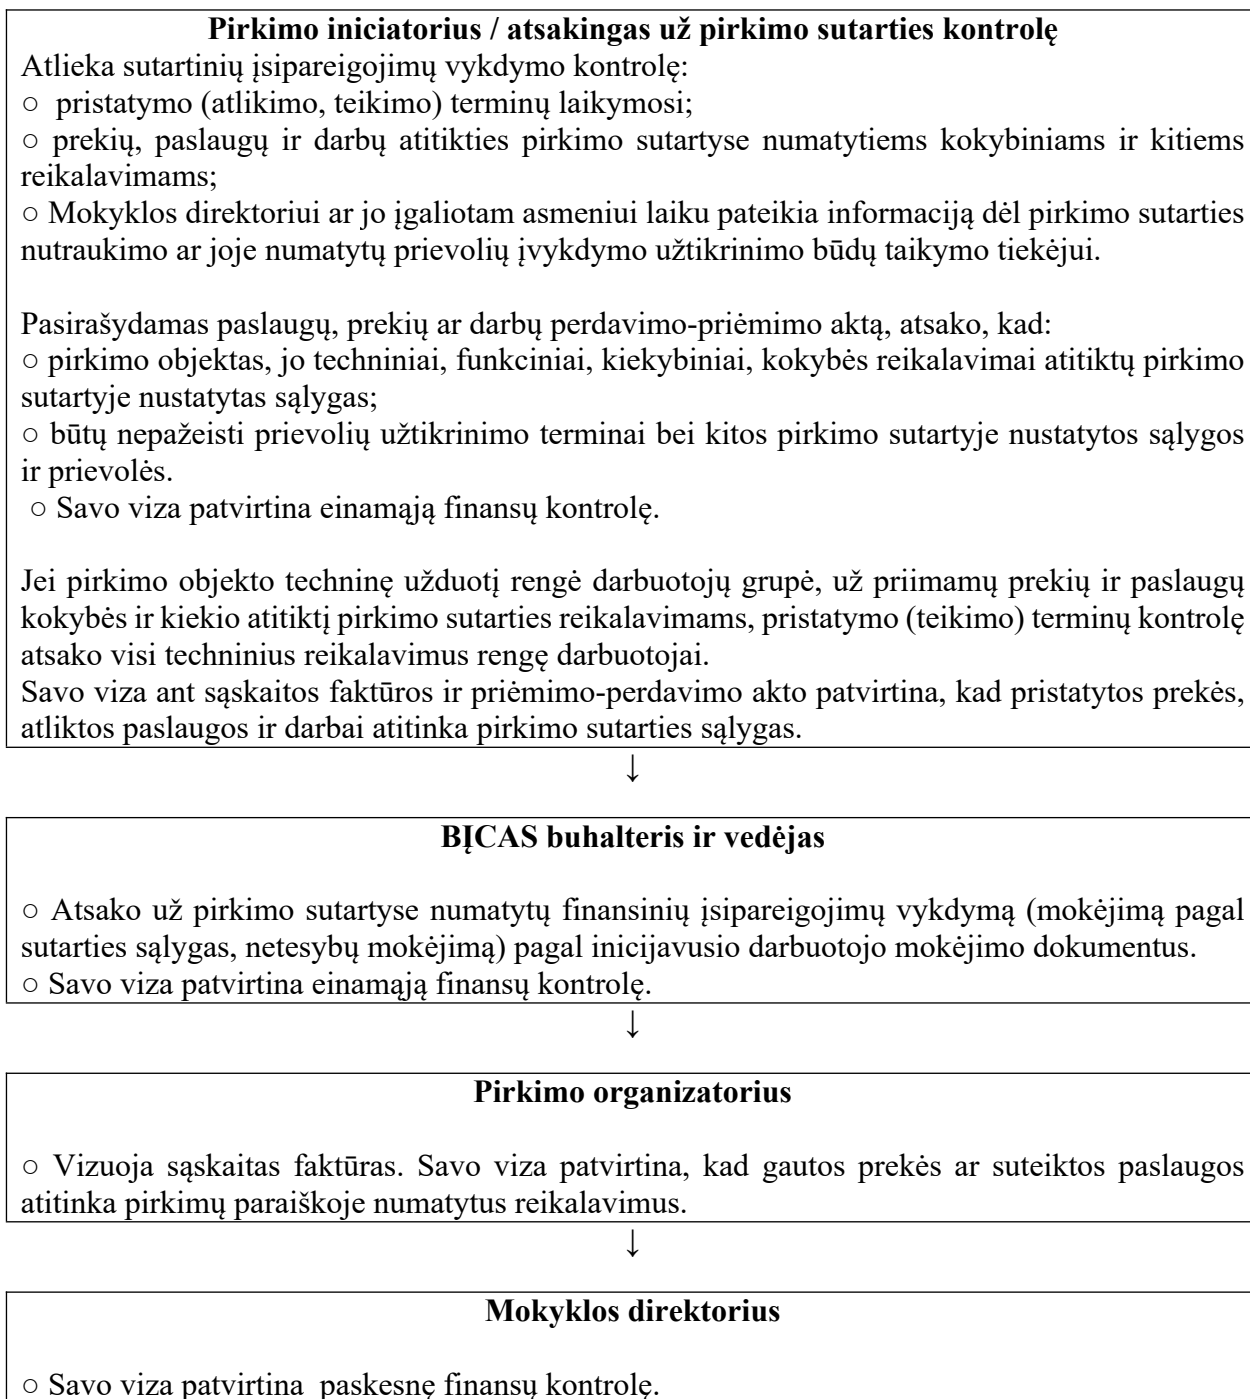 Pirkimo iniciatorius / atsakingas už pirkimo sutarties kontrolę
Atlieka sutartinių įsipareigojimų vykdymo kontrolę:
○ pristatymo (atlikimo, teikimo) terminų laikymosi;
○ prekių, paslaugų ir darbų atitikties pirkimo sutartyse numatytiems kokybiniams ir kitiems
reikalavimams;
○ Mokyklos direktoriui ar jo įgaliotam asmeniui laiku pateikia informaciją dėl pirkimo sutarties
nutraukimo ar joje numatytų prievolių įvykdymo užtikrinimo būdų taikymo tiekėjui.
Pasirašydamas paslaugų, prekių ar darbų perdavimo-priėmimo aktą, atsako, kad:
○ pirkimo objektas, jo techniniai, funkciniai, kiekybiniai, kokybės reikalavimai atitiktų pirkimo
sutartyje nustatytas sąlygas;
○ būtų nepažeisti prievolių užtikrinimo terminai bei kitos pirkimo sutartyje nustatytos sąlygos
ir prievolės.
○ Savo viza patvirtina einamąją finansų kontrolę.
Jei pirkimo objekto techninę užduotį rengė darbuotojų grupė, už priimamų prekių ir paslaugų
kokybės ir kiekio atitiktį pirkimo sutarties reikalavimams, pristatymo (teikimo) terminų kontrolę
atsako visi techninius reikalavimus rengę darbuotojai.
Savo viza ant sąskaitos faktūros ir priėmimo-perdavimo akto patvirtina, kad pristatytos prekės,
atliktos paslaugos ir darbai atitinka pirkimo sutarties sąlygas.
↓
BĮCAS buhalteris ir vedėjas
○ Atsako už pirkimo sutartyse numatytų finansinių įsipareigojimų vykdymą (mokėjimą pagal
sutarties sąlygas, netesybų mokėjimą) pagal inicijavusio darbuotojo mokėjimo dokumentus.
○ Savo viza patvirtina einamąją finansų kontrolę.
↓
Pirkimo organizatorius
○ Vizuoja sąskaitas faktūras. Savo viza patvirtina, kad gautos prekės ar suteiktos paslaugos
atitinka pirkimų paraiškoje numatytus reikalavimus.
↓
Mokyklos direktorius
○ Savo viza patvirtina paskesnę finansų kontrolę.